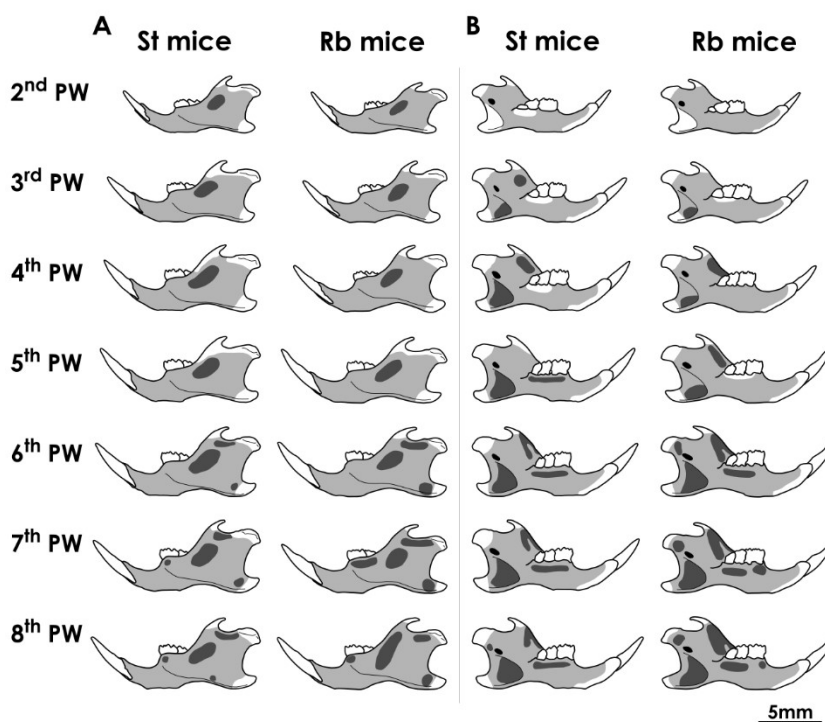 A B
St mice Rb mice St mice Rb mice
2nd PW
3rd PW
4th PW
5th PW
6th PW
7th PW
8th PW
5mm